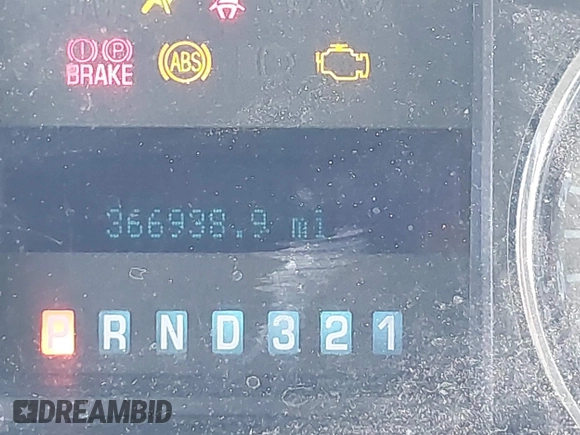 (!) (P)
BRAKE
ABS
366938.9 mi
P R N D 3 2 1
DREAMBID